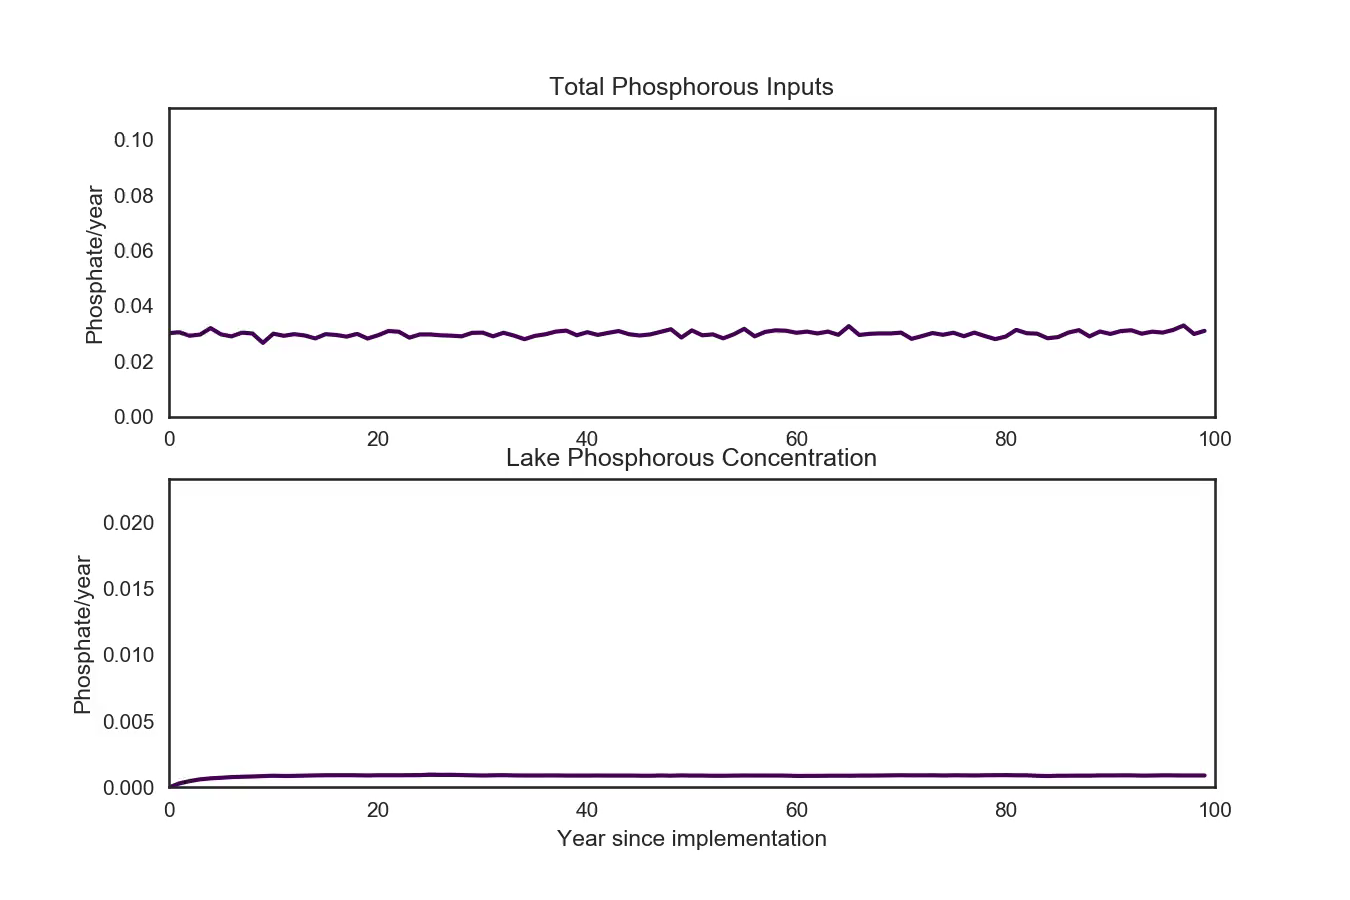 Total Phosphorous Inputs
Phosphate/year
0.10
0.08
0.06
0.04
0.02
0.00
0 20 40 60 80 100
Lake Phosphorous Concentration
Phosphate/year
0.020
0.015
0.010
0.005
0.000
0 20 40 60 80 100
Year since implementation